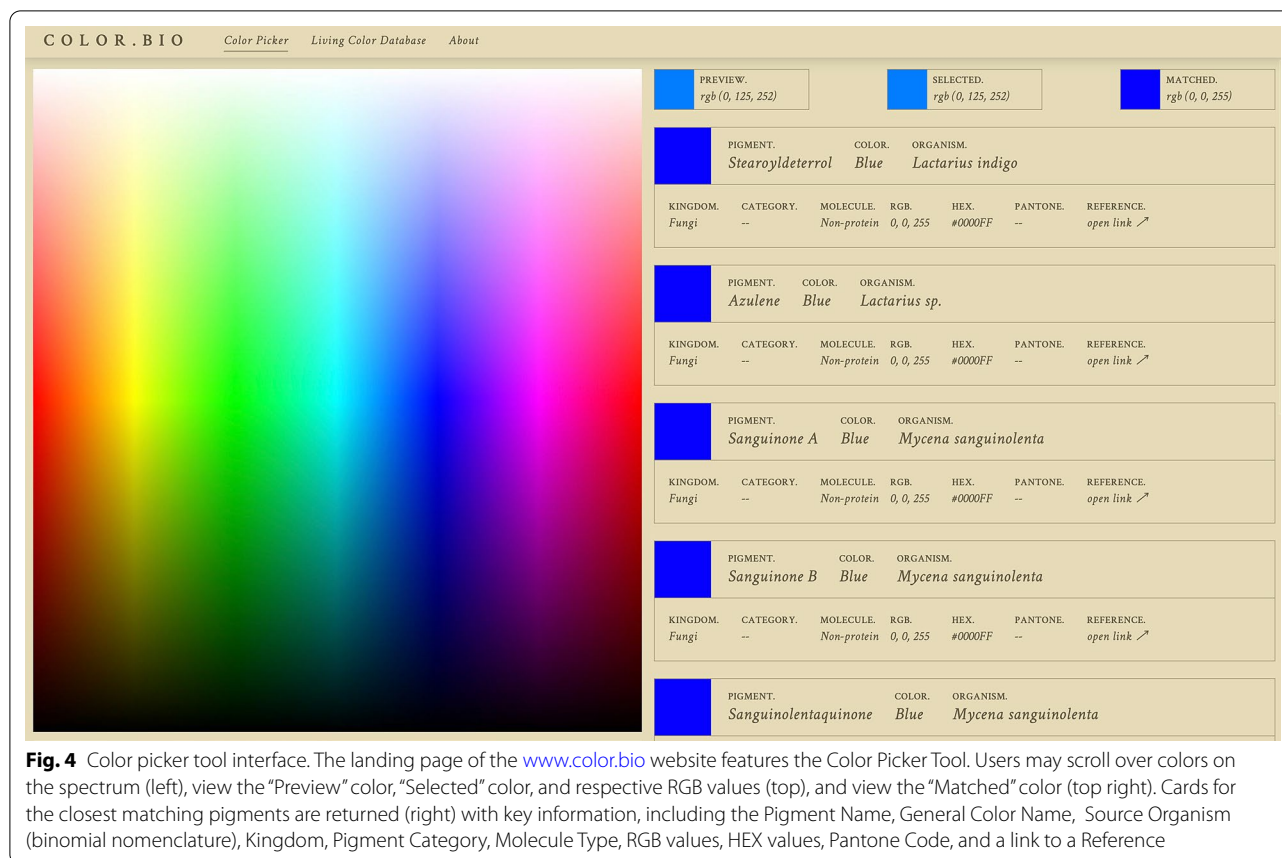 COLOR.BIO Color Picker Living Color Database About
PREVIEW. SELECTED. MATCHED.
rgb (0, 125, 252) rgb (0, 125, 252) rgb (0, 0, 255)
PIGMENT. COLOR. ORGANISM.
Stearoyldeterrol Blue Lactarius indigo
KINGDOM. CATEGORY. MOLECULE. RGB. HEX. PANTONE. REFERENCE.
Fungi -- Non-protein 0, 0, 255 #0000FF -- open link ↗
PIGMENT. COLOR. ORGANISM.
Azulene Blue Lactarius sp.
KINGDOM. CATEGORY. MOLECULE. RGB. HEX. PANTONE. REFERENCE.
Fungi -- Non-protein 0, 0, 255 #0000FF -- open link ↗
PIGMENT. COLOR. ORGANISM.
Sanguinone A Blue Mycena sanguinolenta
KINGDOM. CATEGORY. MOLECULE. RGB. HEX. PANTONE. REFERENCE.
Fungi -- Non-protein 0, 0, 255 #0000FF -- open link ↗
PIGMENT. COLOR. ORGANISM.
Sanguinone B Blue Mycena sanguinolenta
KINGDOM. CATEGORY. MOLECULE. RGB. HEX. PANTONE. REFERENCE.
Fungi -- Non-protein 0, 0, 255 #0000FF -- open link ↗
PIGMENT. COLOR. ORGANISM.
Sanguinolentaquinone Blue Mycena sanguinolenta
Fig. 4 Color picker tool interface. The landing page of the www.color.bio website features the Color Picker Tool. Users may scroll over colors on
the spectrum (left), view the “Preview” color, “Selected” color, and respective RGB values (top), and view the “Matched” color (top right). Cards for
the closest matching pigments are returned (right) with key information, including the Pigment Name, General Color Name, Source Organism
(binomial nomenclature), Kingdom, Pigment Category, Molecule Type, RGB values, HEX values, Pantone Code, and a link to a Reference